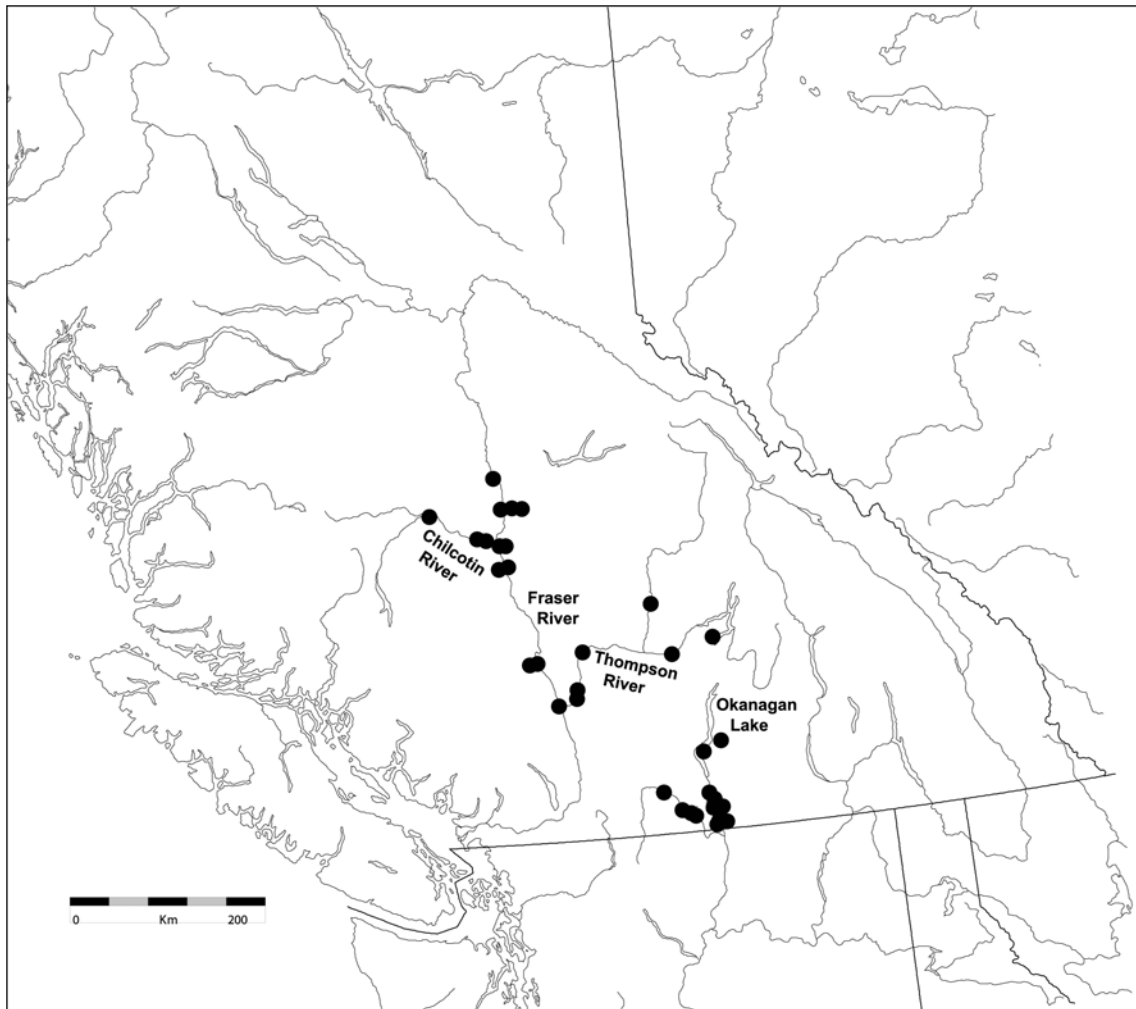 Chilcotin
River
Fraser
River
Thompson
River
Okanagan
Lake
0 Km 200